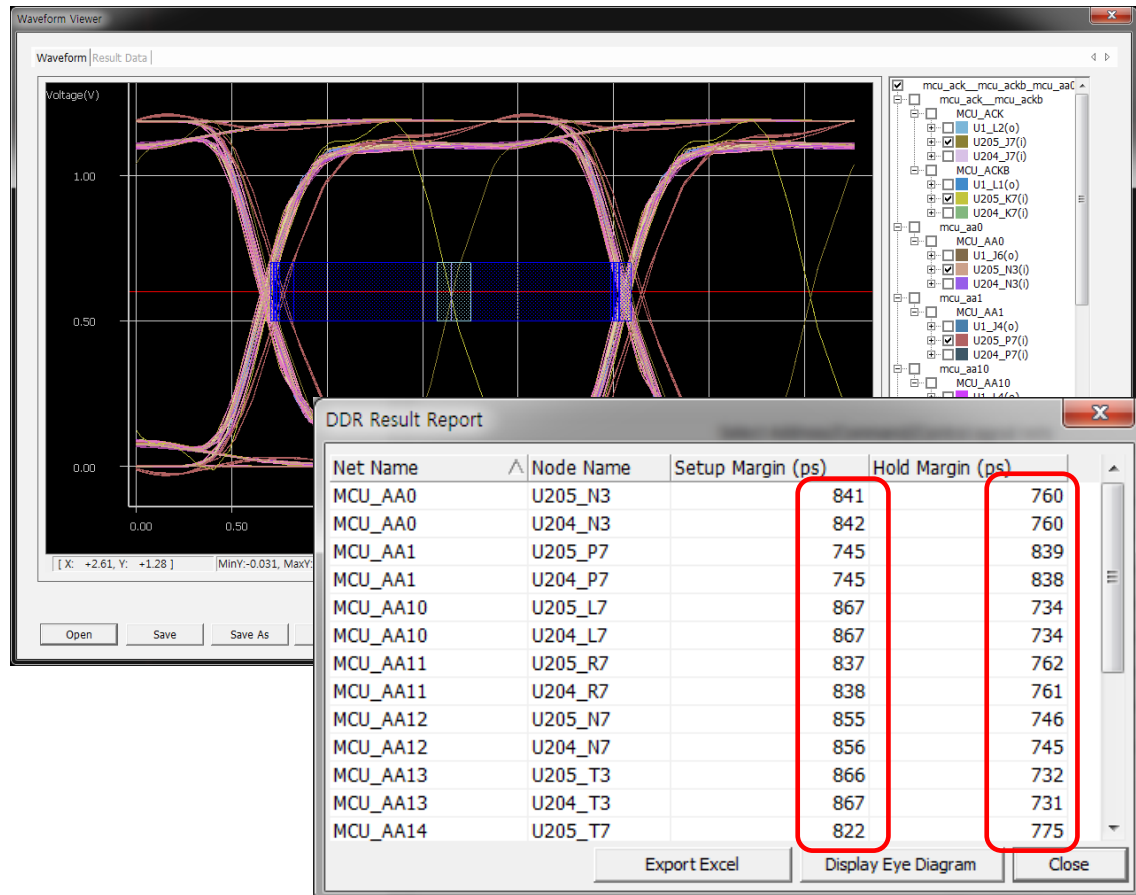 Waveform Viewer
Waveform Result Data
Voltage(V)
1.00
0.50
0.00
0.00 0.50
[ X: +2.61, Y: +1.28 ] MinY:-0.031, MaxY:
Open Save Save As
mcu_ack__mcu_ackb_mcu_aa0
mcu_ack__mcu_ackb
MCU_ACK
U1_L2(o)
U205_J7(i)
U204_J7(i)
MCU_ACKB
U1_L1(o)
U205_K7(i)
U204_K7(i)
mcu_aa0
MCU_AA0
U1_J6(o)
U205_N3(i)
U204_N3(i)
mcu_aa1
MCU_AA1
U1_J4(o)
U205_P7(i)
U204_P7(i)
mcu_aa10
MCU_AA10
U1_L4(o)
DDR Result Report
Net Name Node Name Setup Margin (ps) Hold Margin (ps)
MCU_AA0 U205_N3 841 760
MCU_AA0 U204_N3 842 760
MCU_AA1 U205_P7 745 839
MCU_AA1 U204_P7 745 838
MCU_AA10 U205_L7 867 734
MCU_AA10 U204_L7 867 734
MCU_AA11 U205_R7 837 762
MCU_AA11 U204_R7 838 761
MCU_AA12 U205_N7 855 746
MCU_AA12 U204_N7 856 745
MCU_AA13 U205_T3 866 732
MCU_AA13 U204_T3 867 731
MCU_AA14 U205_T7 822 775
Export Excel Display Eye Diagram Close